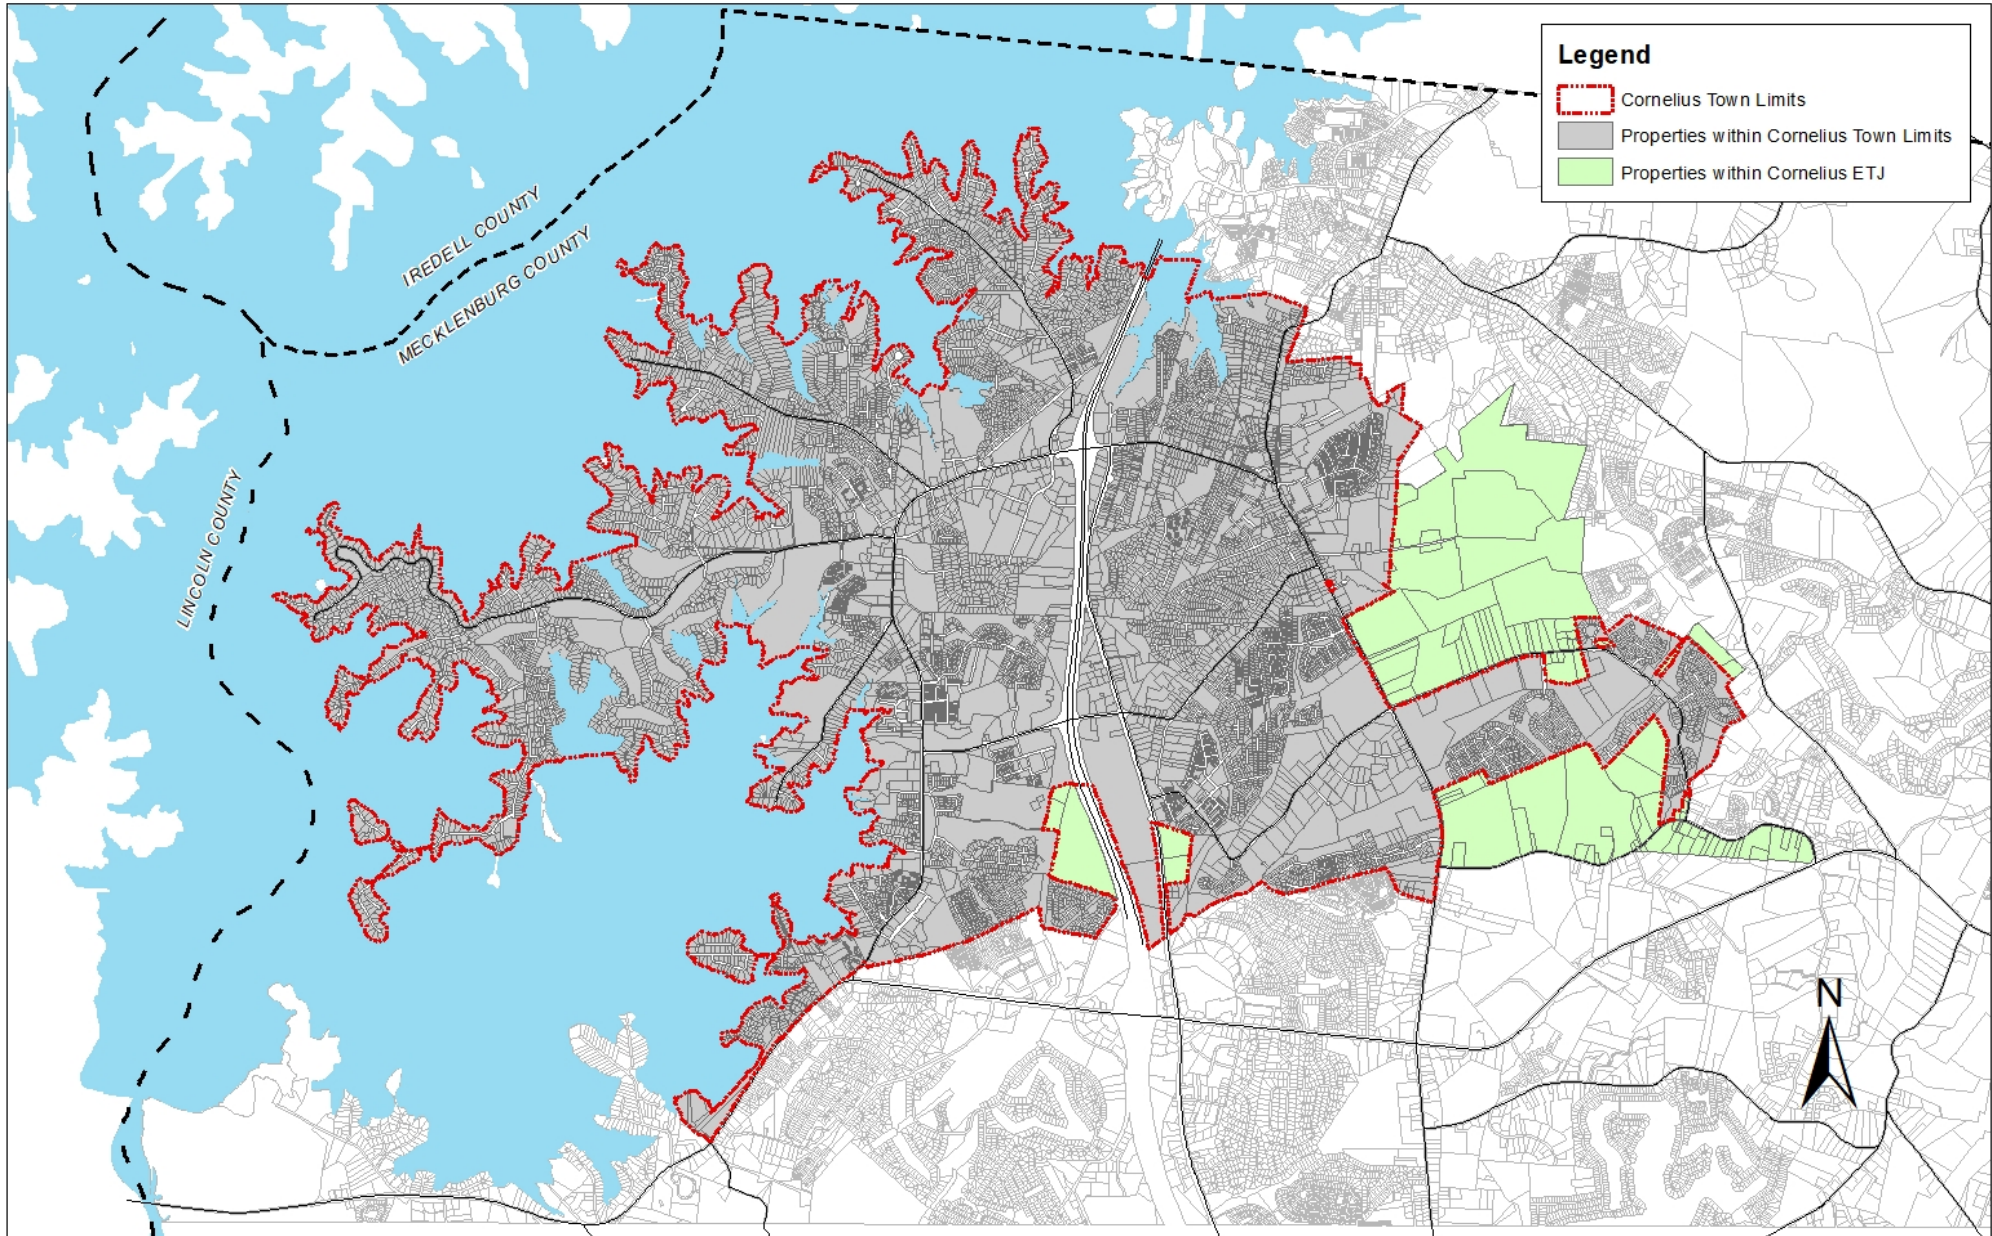 Legend
Cornelius Town Limits
Properties within Cornelius Town Limits
Properties within Cornelius ETJ
IREDELL COUNTY
MECKLENBURG COUNTY
LINCOLN COUNTY
N